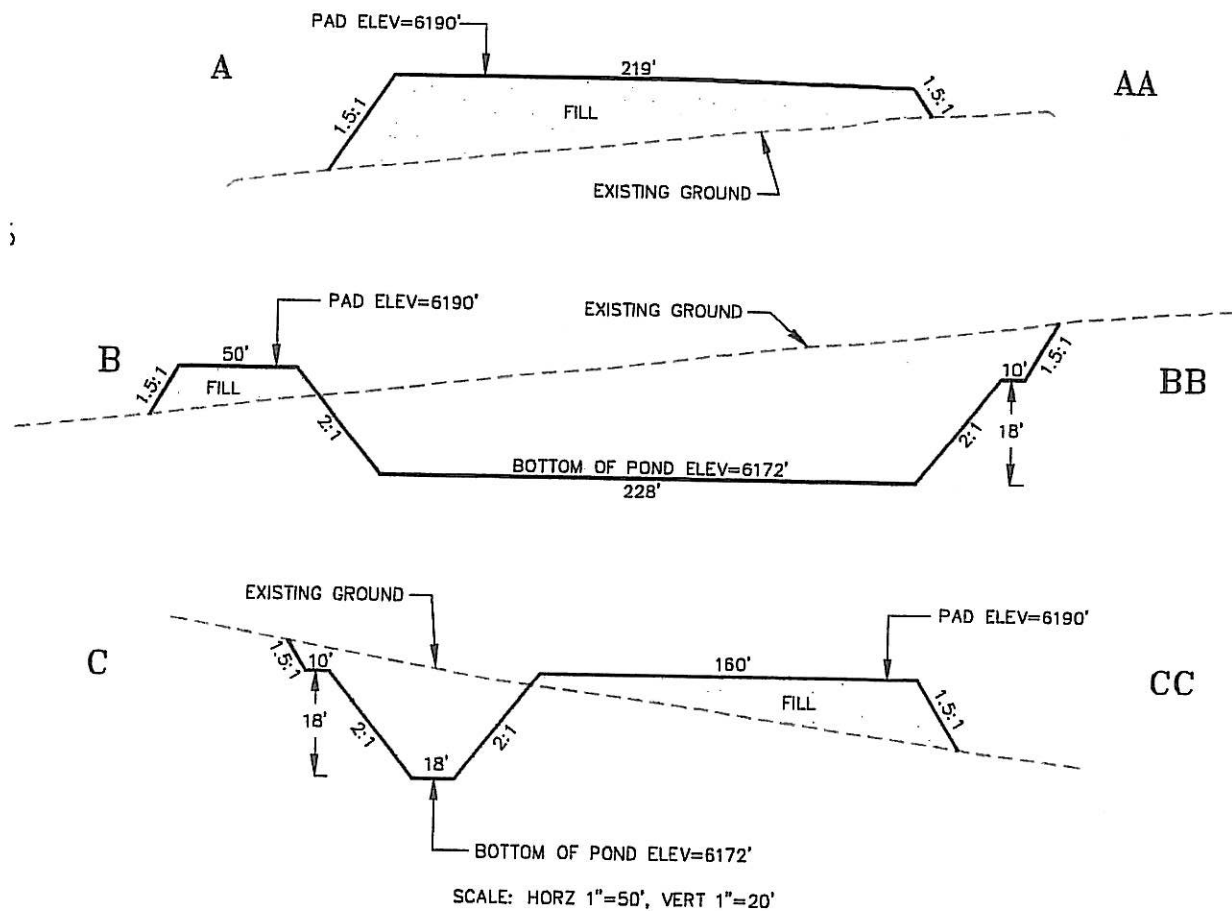 PAD ELEV=6190'
A
219'
AA
1.5:1
FILL
1.5:1
EXISTING GROUND
PAD ELEV=6190'
EXISTING GROUND
B
50'
10'
BB
1.5:1
FILL
1.5:1
2:1
2:1
18'
BOTTOM OF POND ELEV=6172'
228'
EXISTING GROUND
PAD ELEV=6190'
C
1.5:1
10'
160'
CC
18'
2:1
2:1
FILL
1.5:1
18'
BOTTOM OF POND ELEV=6172'
SCALE: HORZ 1"=50', VERT 1"=20'